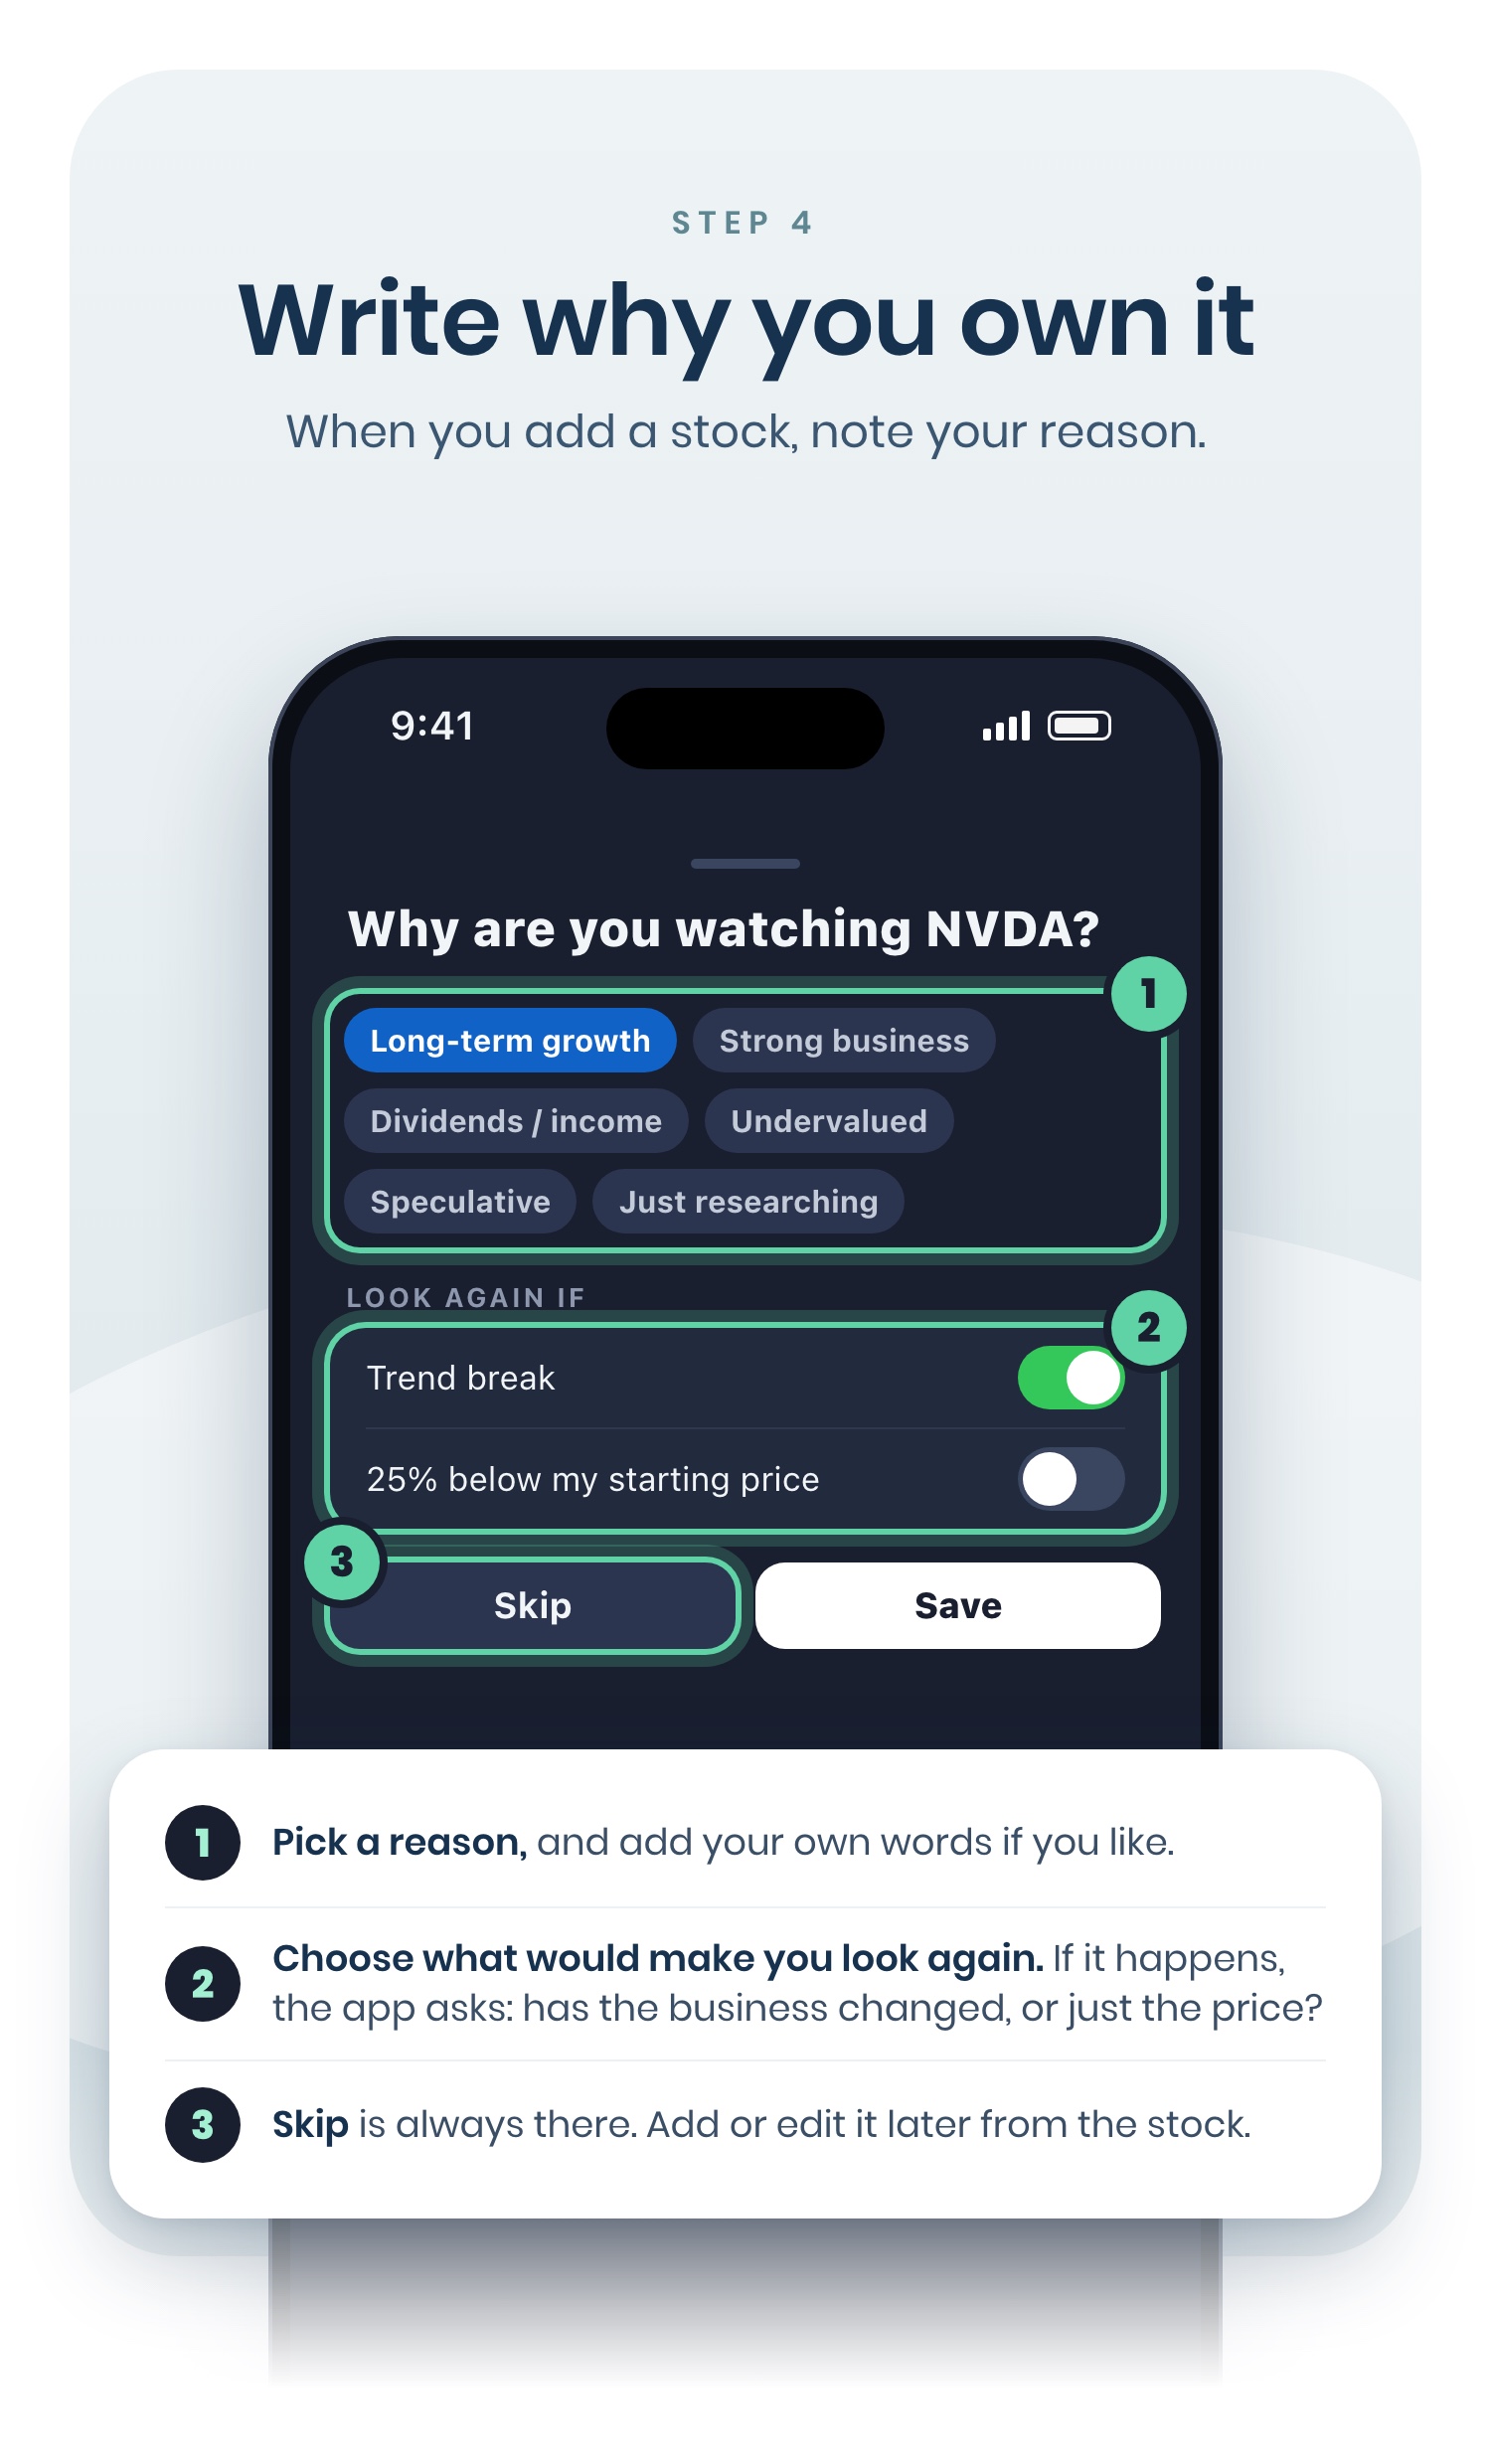 STEP 4
Write why you own it
When you add a stock, note your reason.
9:41
Why are you watching NVDA?
1
Long-term growth Strong business
Dividends / income Undervalued
Speculative Just researching
LOOK AGAIN IF
2
Trend break
25% below my starting price
3
Skip Save
1 Pick a reason, and add your own words if you like.
2 Choose what would make you look again. If it happens,
the app asks: has the business changed, or just the price?
3 Skip is always there. Add or edit it later from the stock.